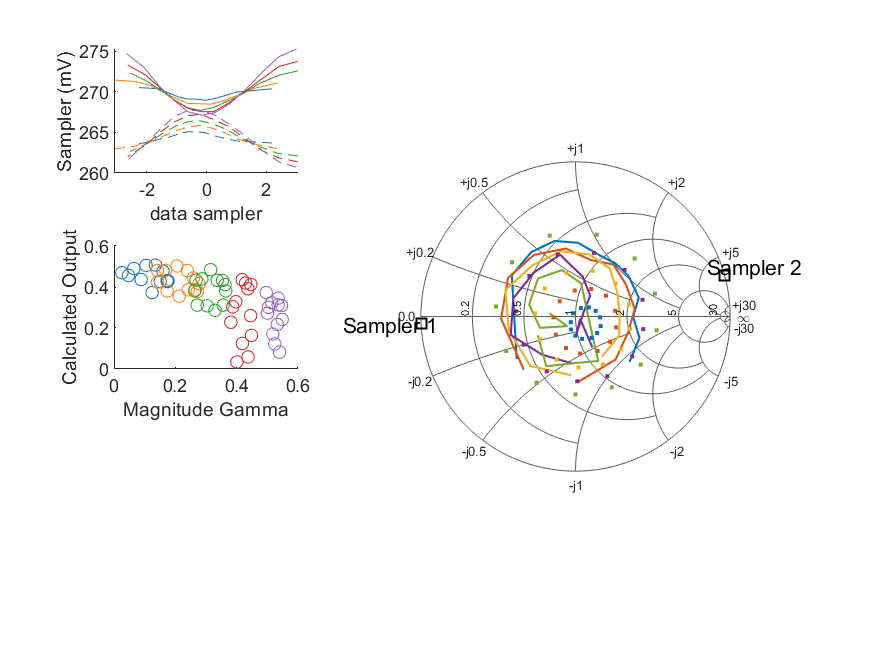 275
270
265
260
Sampler (mV)
-2 0 2
data sampler
0.6
0.4
0.2
0
Calculated Output
0 0.2 0.4 0.6
Magnitude Gamma
+j1
+j0.5 +j2
+j0.2 +j5
Sampler 2
+j30
0.0 0.2 0.5 1 2 5 30 ∞
Sampler 1
-j30
-j0.2 -j5
-j0.5 -j2
-j1